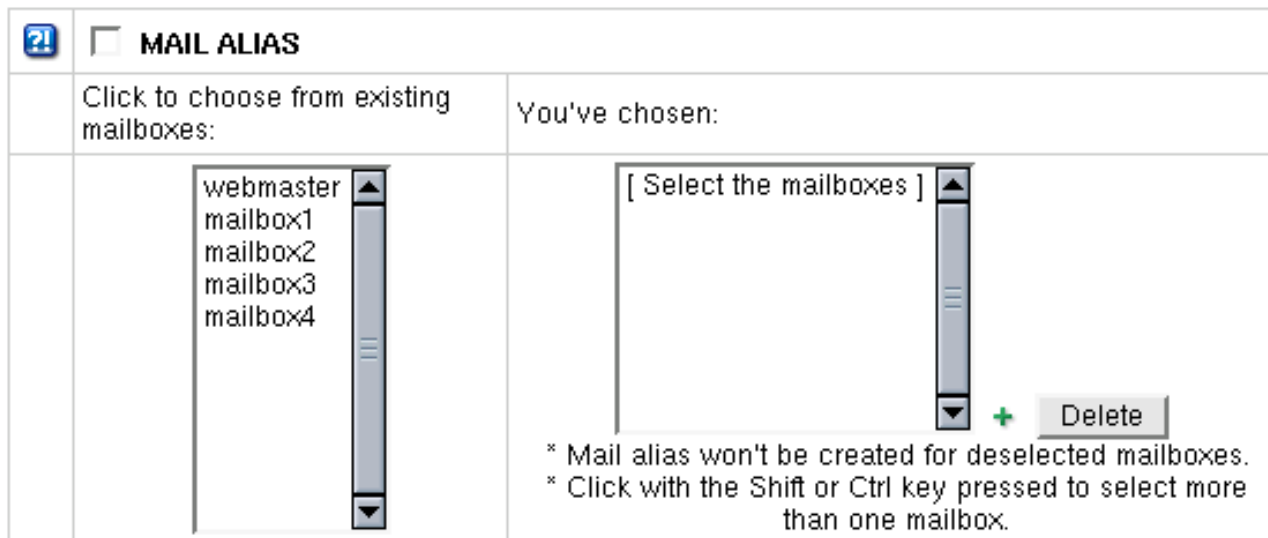 ?! MAIL ALIAS
Click to choose from existing
mailboxes:
You've chosen:
webmaster
mailbox1
mailbox2
mailbox3
mailbox4
[ Select the mailboxes ]
+ Delete
* Mail alias won't be created for deselected mailboxes.
* Click with the Shift or Ctrl key pressed to select more
than one mailbox.